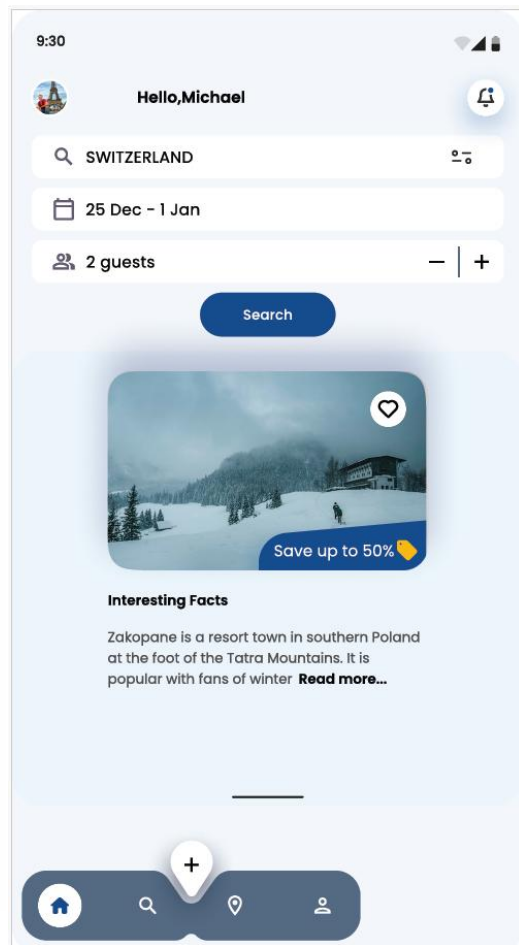 9:30
Hello,Michael
SWITZERLAND
25 Dec - 1 Jan
2 guests
Search
Save up to 50%
Interesting Facts
Zakopane is a resort town in southern Poland
at the foot of the Tatra Mountains. It is
popular with fans of winter Read more...